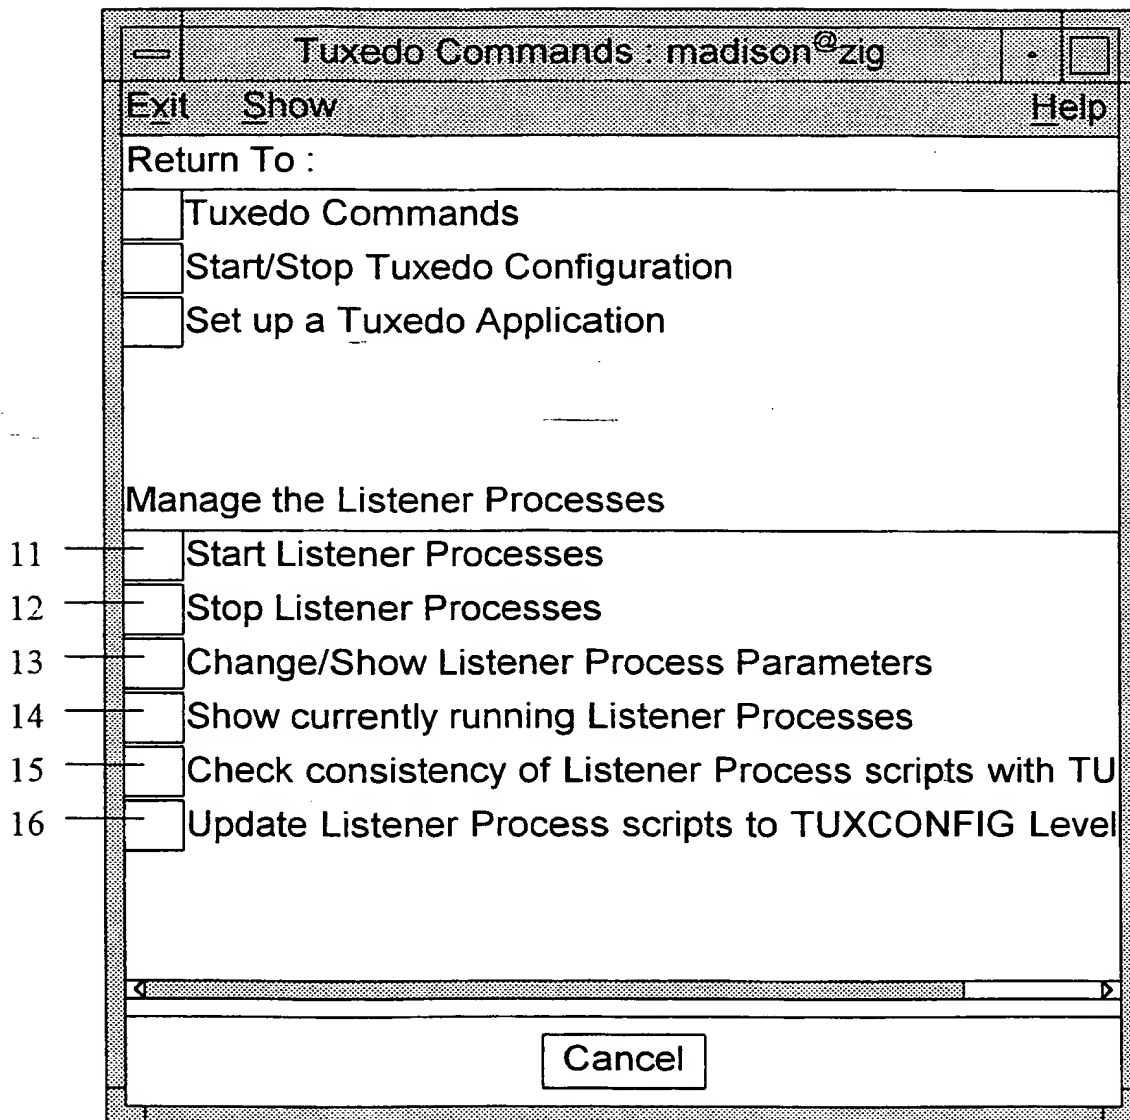 Tuxedo Commands : madison@zig
Exit Show Help
Return To :
Tuxedo Commands
Start/Stop Tuxedo Configuration
Set up a Tuxedo Application
Manage the Listener Processes
11 Start Listener Processes
12 Stop Listener Processes
13 Change/Show Listener Process Parameters
14 Show currently running Listener Processes
15 Check consistency of Listener Process scripts with TU
16 Update Listener Process scripts to TUXCONFIG Level
Cancel